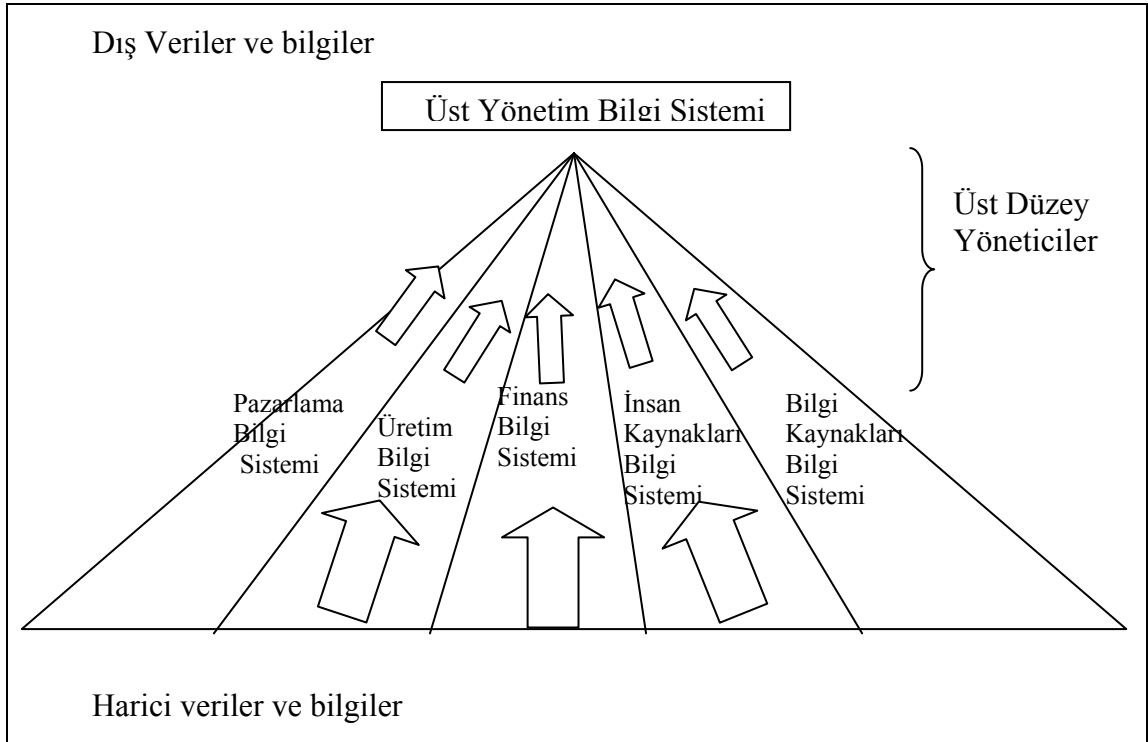 Dış Veriler ve bilgiler
Üst Yönetim Bilgi Sistemi
Üst Düzey
Yöneticiler
Pazarlama
Bilgi
Sistemi
Üretim
Bilgi
Sistemi
Finans
Bilgi
Sistemi
İnsan
Kaynakları
Bilgi
Sistemi
Bilgi
Kaynakları
Bilgi
Sistemi
Harici veriler ve bilgiler